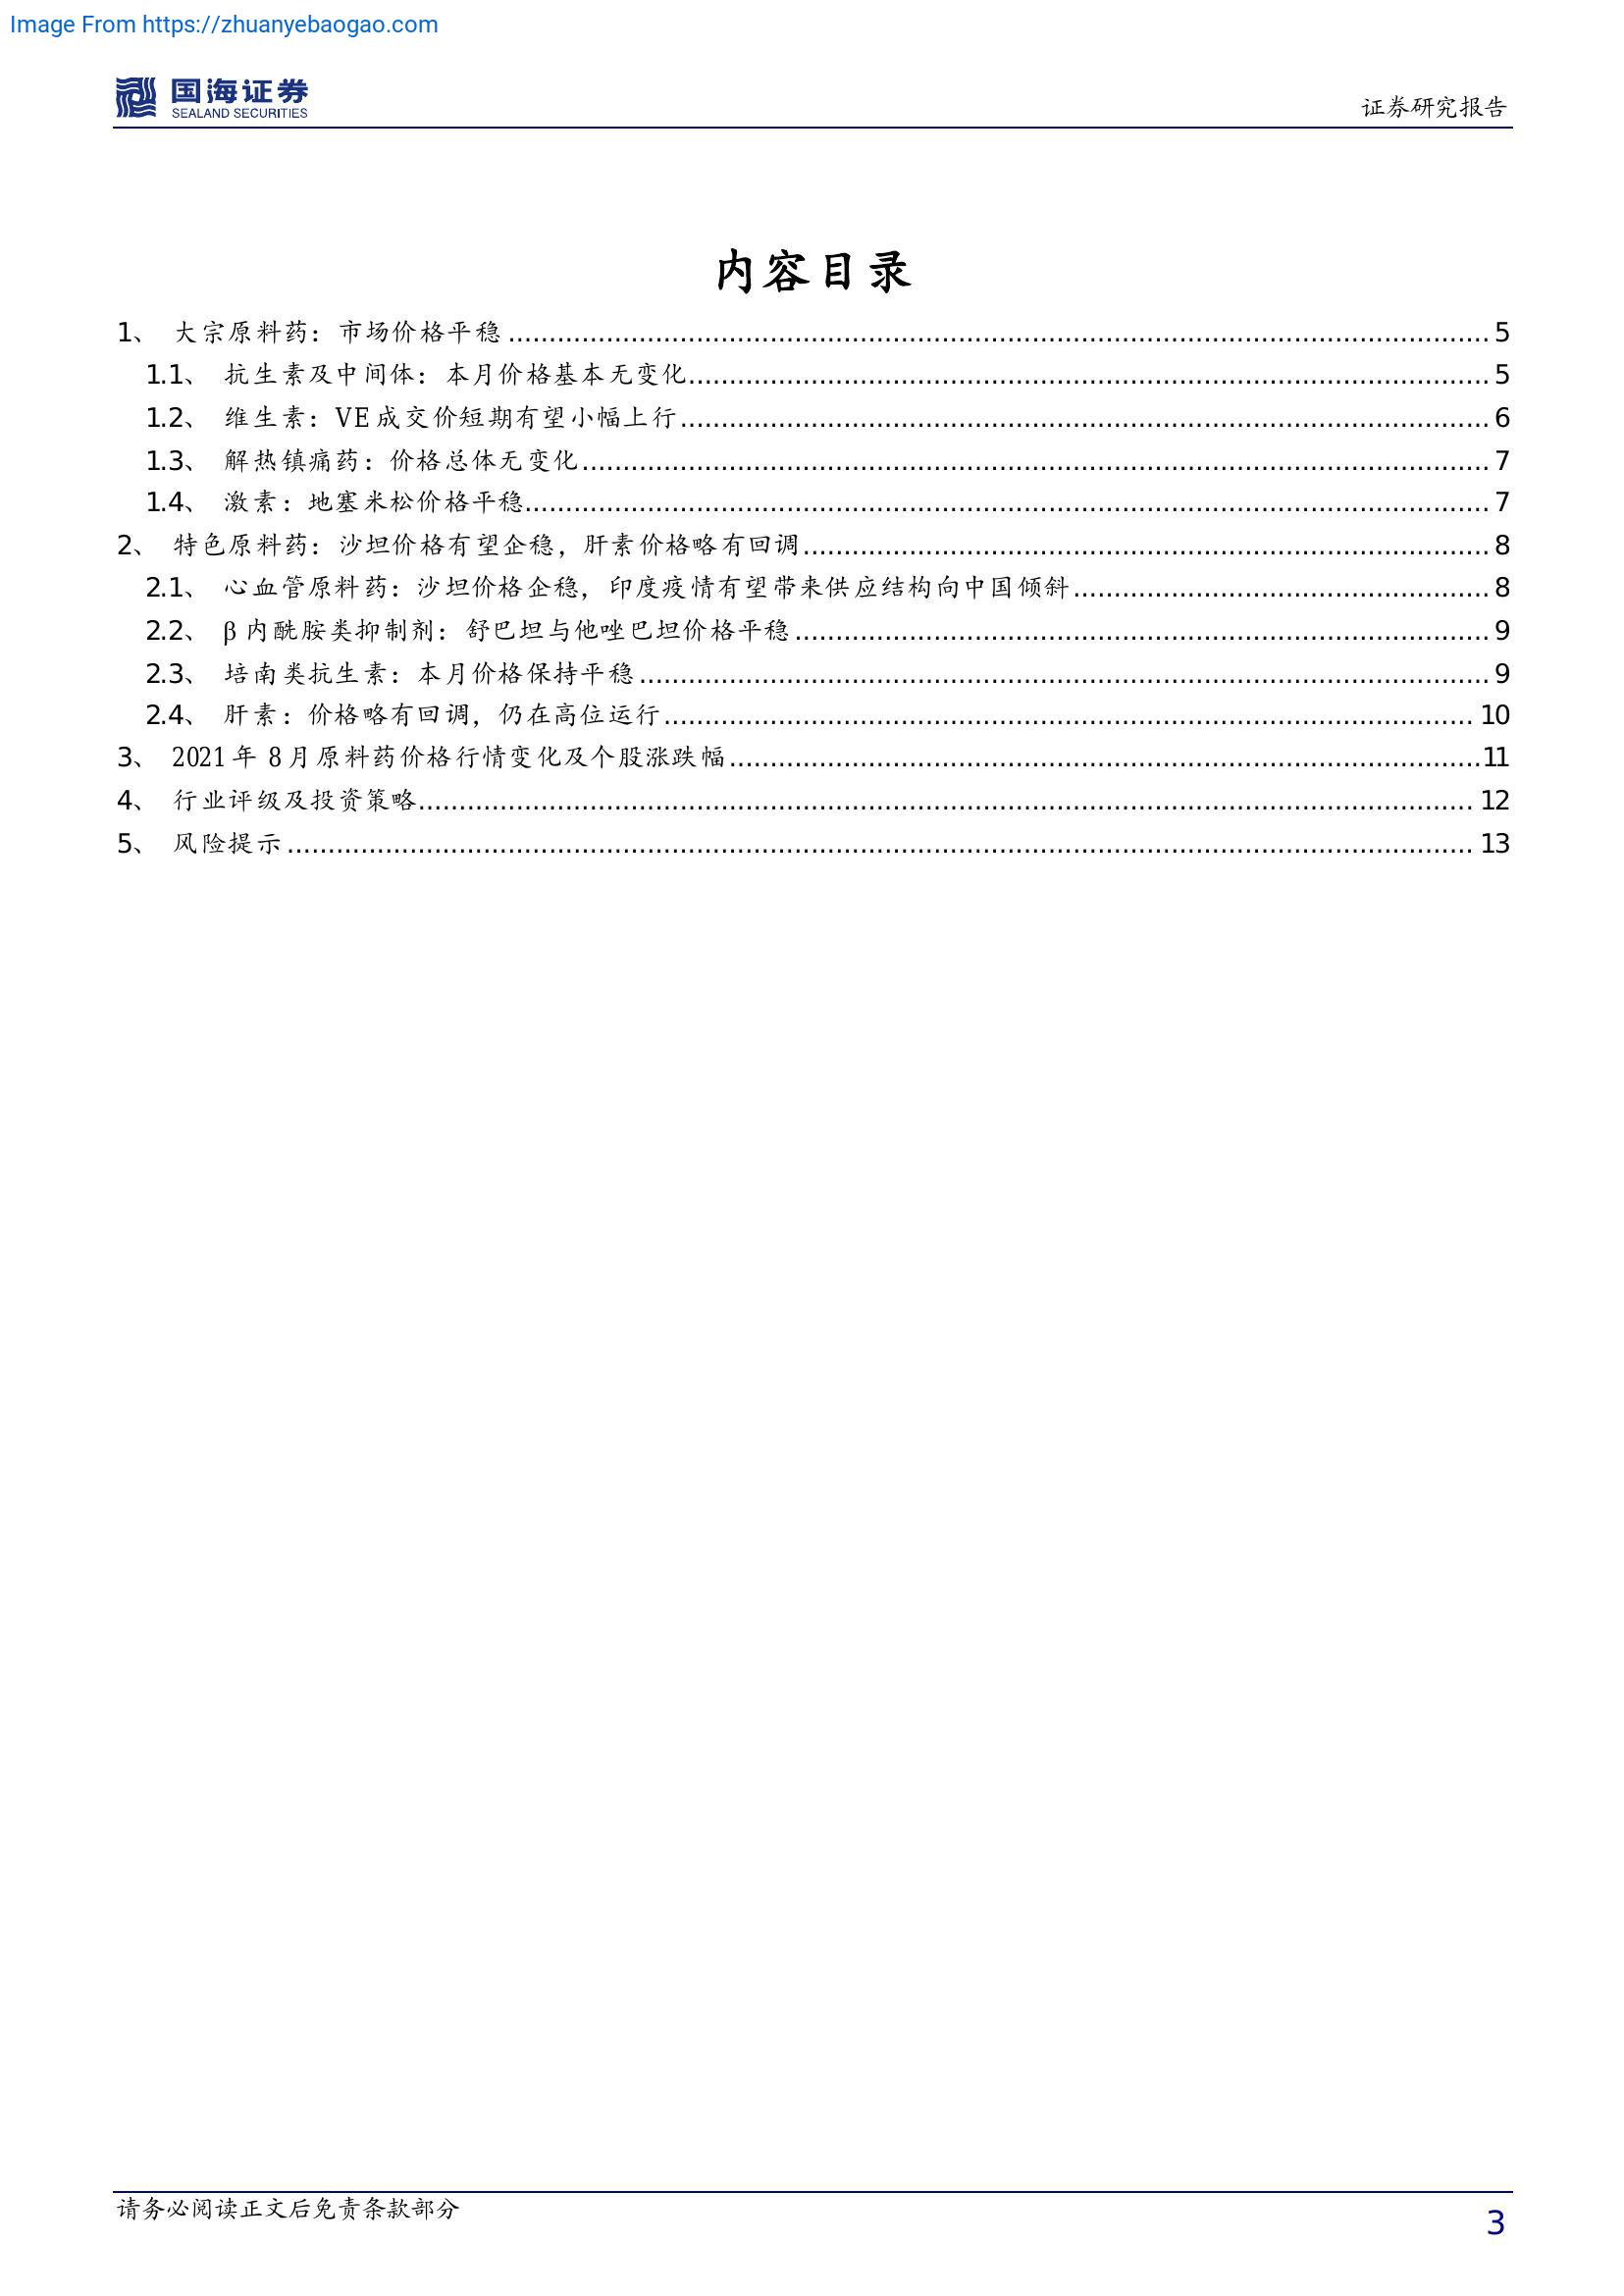 Image From https://zhuanyebaogao.com
国海证券
SEALAND SECURITIES
证券研究报告
内容目录
1、 大宗原料药：市场价格平稳 ........................ 5
1.1、 抗生素及中间体：本月价格基本无变化........................ 5
1.2、 维生素：VE 成交价短期有望小幅上行........................ 6
1.3、 解热镇痛药：价格总体无变化........................ 7
1.4、 激素：地塞米松价格平稳........................ 7
2、 特色原料药：沙坦价格有望企稳，肝素价格略有回调........................ 8
2.1、 心血管原料药：沙坦价格企稳，印度疫情有望带来供应结构向中国倾斜........................ 8
2.2、 β 内酰胺类抑制剂：舒巴坦与他唑巴坦价格平稳........................ 9
2.3、 培南类抗生素：本月价格保持平稳........................ 9
2.4、 肝素：价格略有回调，仍在高位运行........................ 10
3、 2021 年 8 月原料药价格行情变化及个股涨跌幅........................ 11
4、 行业评级及投资策略........................ 12
5、 风险提示........................ 13
请务必阅读正文后免责条款部分
3